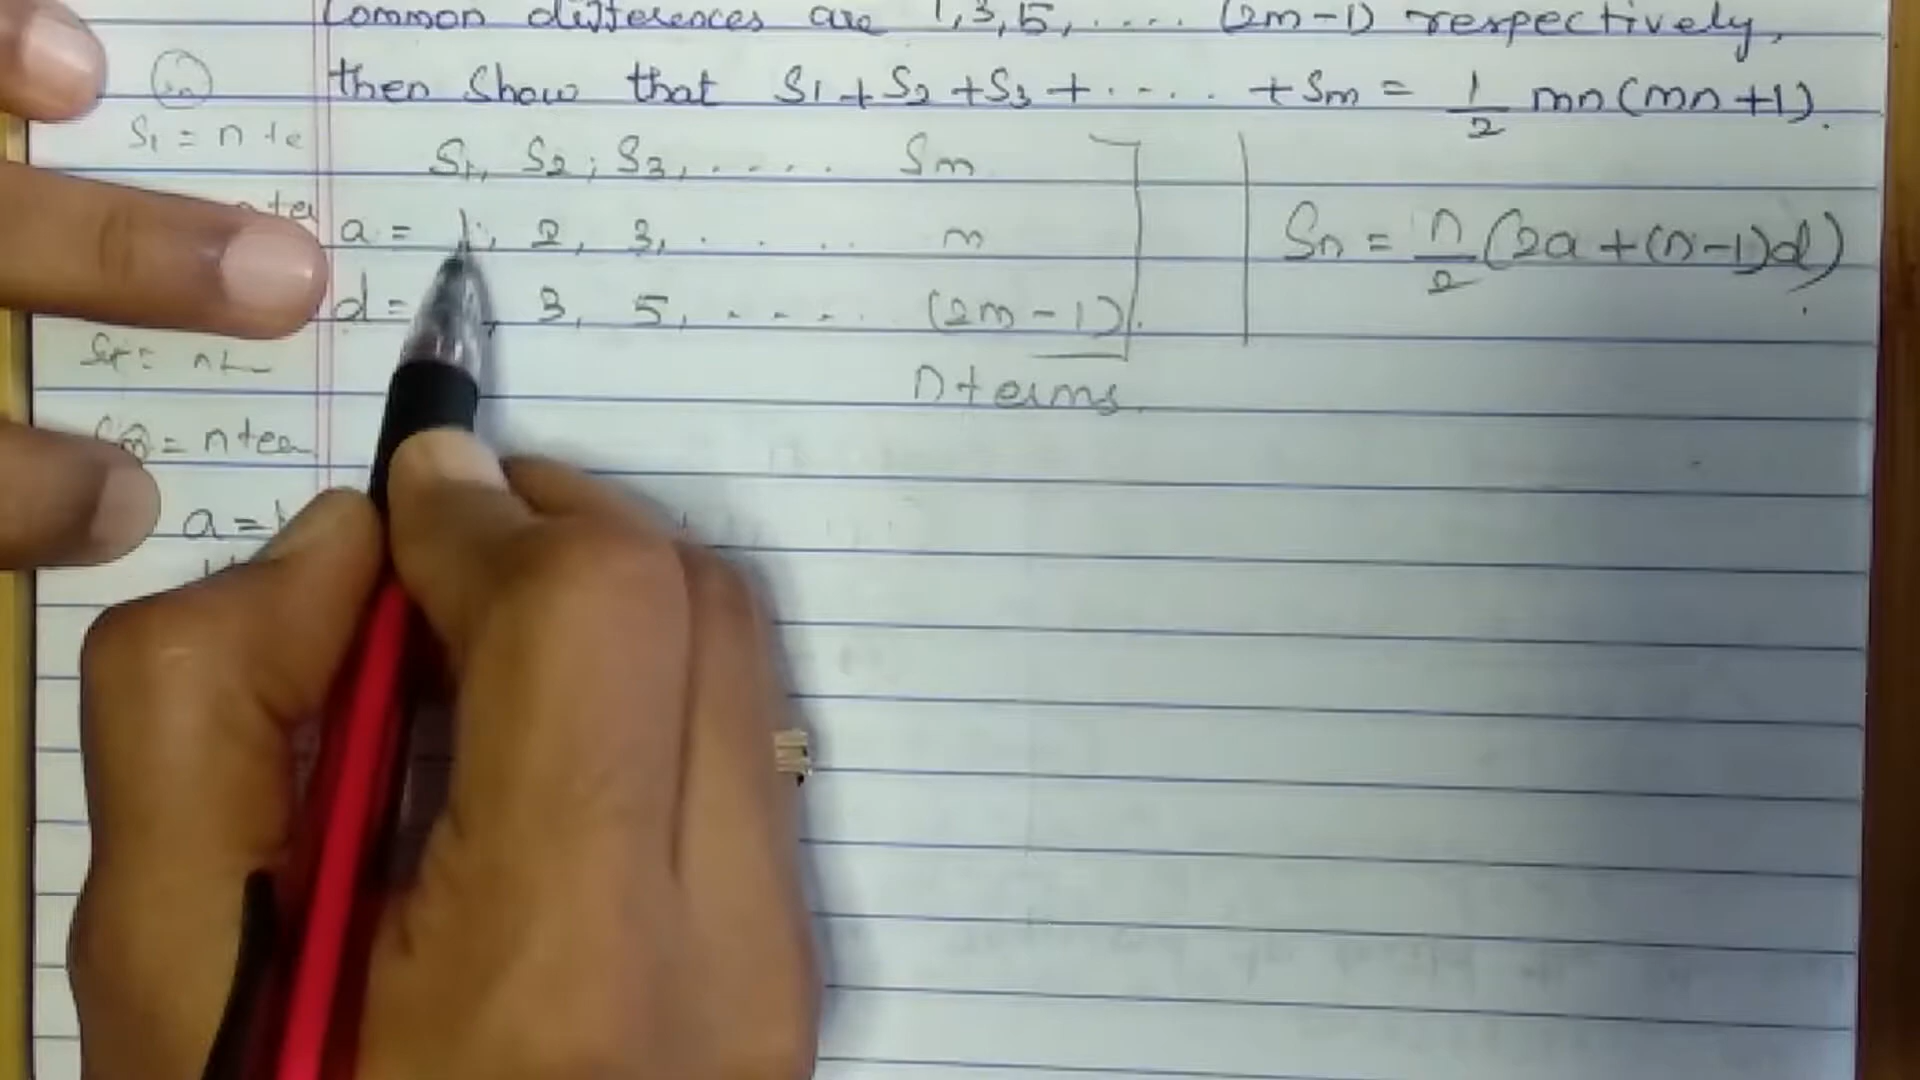 Common differences are 1, 3, 5, .... (2m-1) respectively,
then show that S1 + S2 + S3 + ..... + Sm = 1/2 mn(mn+1).
S1 = n te
S1, S2, S3, ..... Sm
a = 1, 2, 3, .... m
d = , 3, 5, ..... (2m-1).
n terms.
Sn = n/2 (2a + (n-1)d)
= n te
a = 1